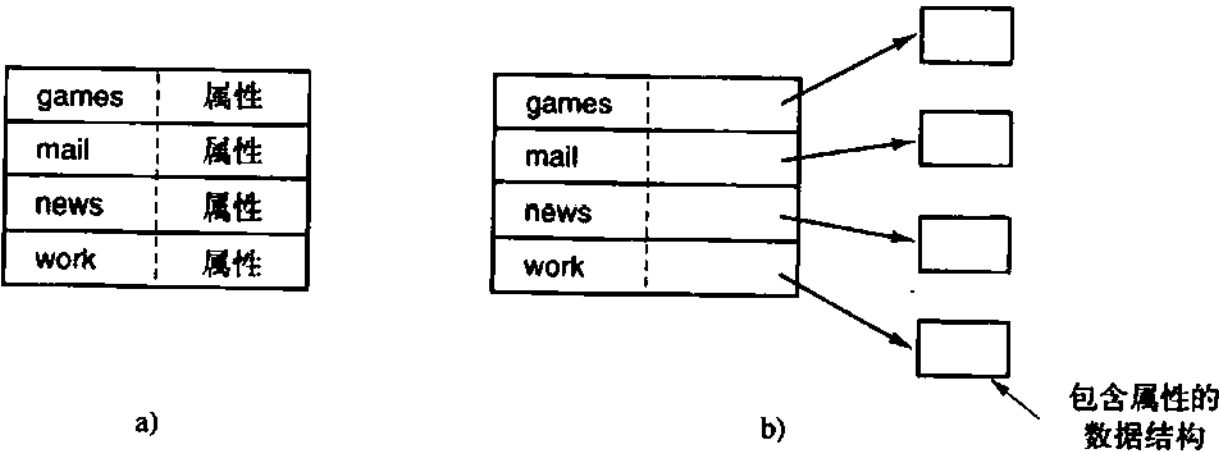 games 属性
mail 属性
news 属性
work 属性
a)
games
mail
news
work
b)
包含属性的
数据结构